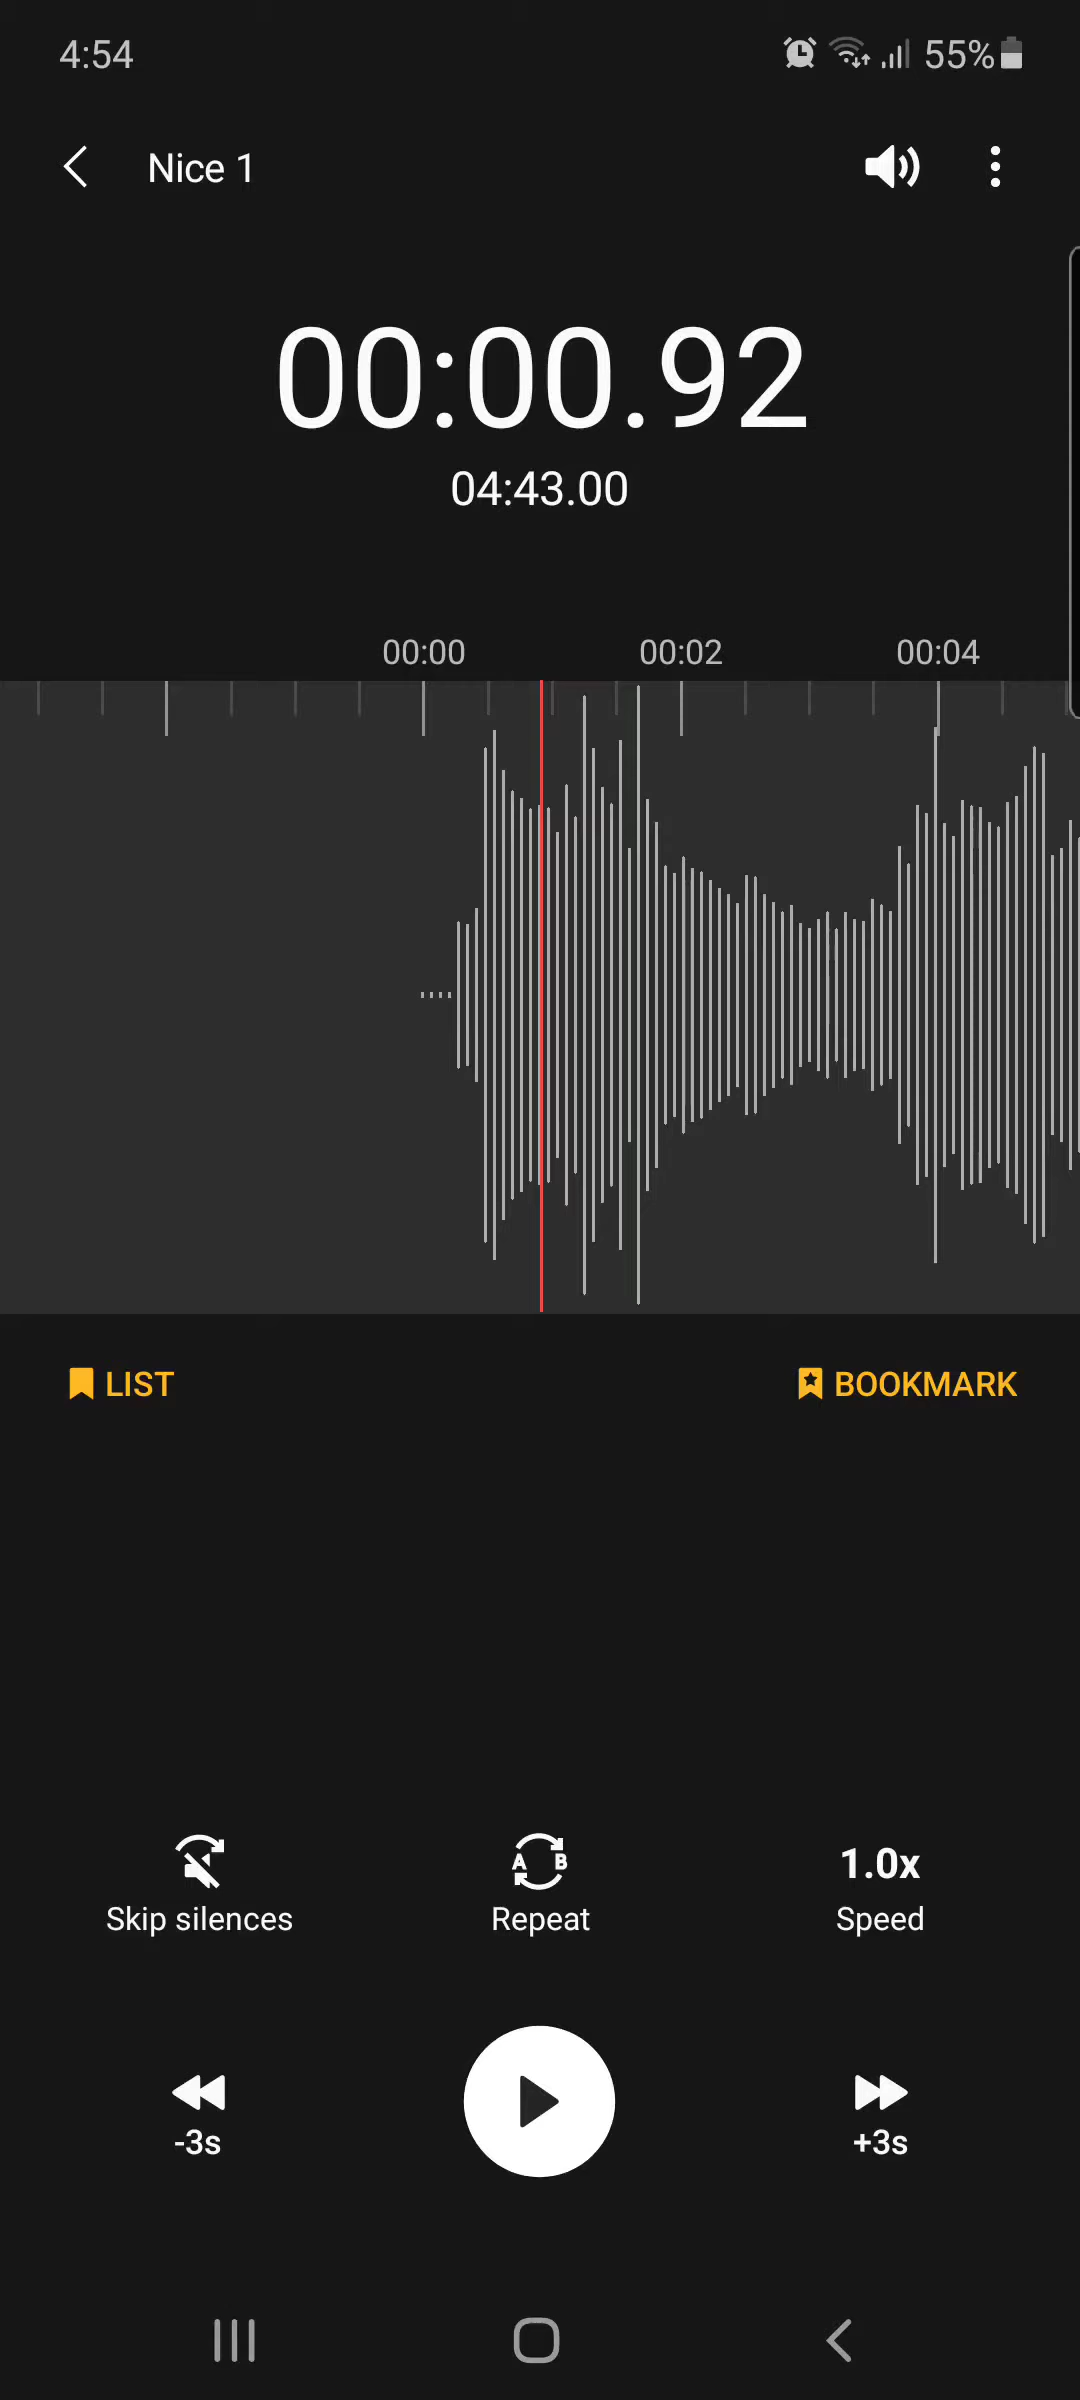 4:54 55%
Nice 1
00:00.92
04:43.00
00:00 00:02 00:04
LIST BOOKMARK
A B 1.0x
Skip silences Repeat Speed
-3s +3s